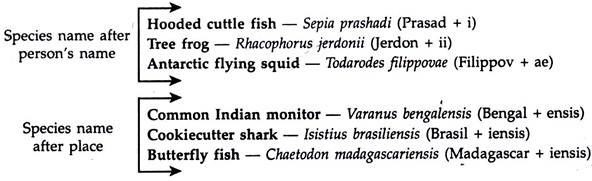 Species name after
person's name
Hooded cuttle fish — Sepia prashadi (Prasad + i)
Tree frog — Rhacophorus jerdonii (Jerdon + ii)
Antarctic flying squid — Todarodes filippovae (Filippov + ae)
Species name
after place
Common Indian monitor — Varanus bengalensis (Bengal + ensis)
Cookiecutter shark — Isistius brasiliensis (Brasil + iensis)
Butterfly fish — Chaetodon madagascariensis (Madagascar + iensis)